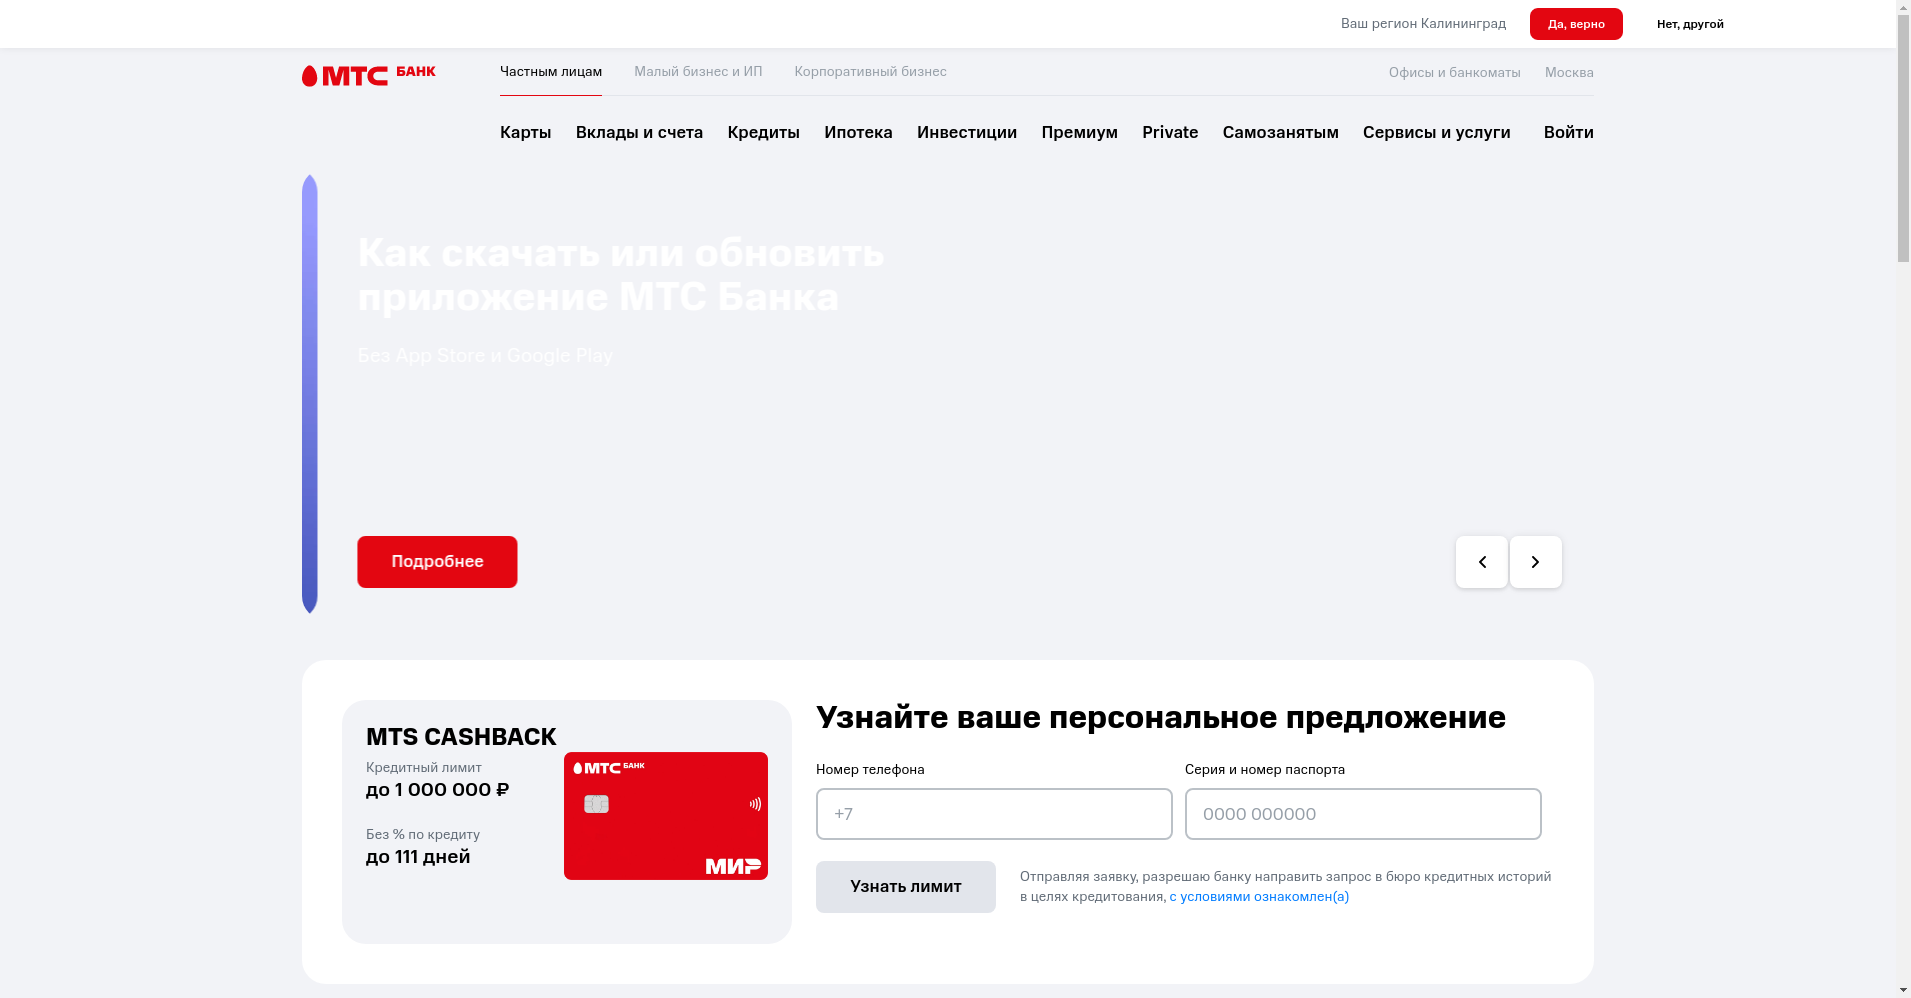 Ваш регион Калининград
Да, верно
Нет, другой
МТС БАНК
Частным лицам
Малый бизнес и ИП
Корпоративный бизнес
Офисы и банкоматы
Москва
Карты
Вклады и счета
Кредиты
Ипотека
Инвестиции
Премиум
Private
Самозанятым
Сервисы и услуги
Войти
Как скачать или обновить
приложение МТС Банка
Без App Store и Google Play
Подробнее
MTS CASHBACK
Кредитный лимит
до 1 000 000 ₽
Без % по кредиту
до 111 дней
МТС БАНК
МИР
Узнайте ваше персональное предложение
Номер телефона
+7
Серия и номер паспорта
0000 000000
Узнать лимит
Отправляя заявку, разрешаю банку направить запрос в бюро кредитных историй
в целях кредитования, с условиями ознакомлен(а)